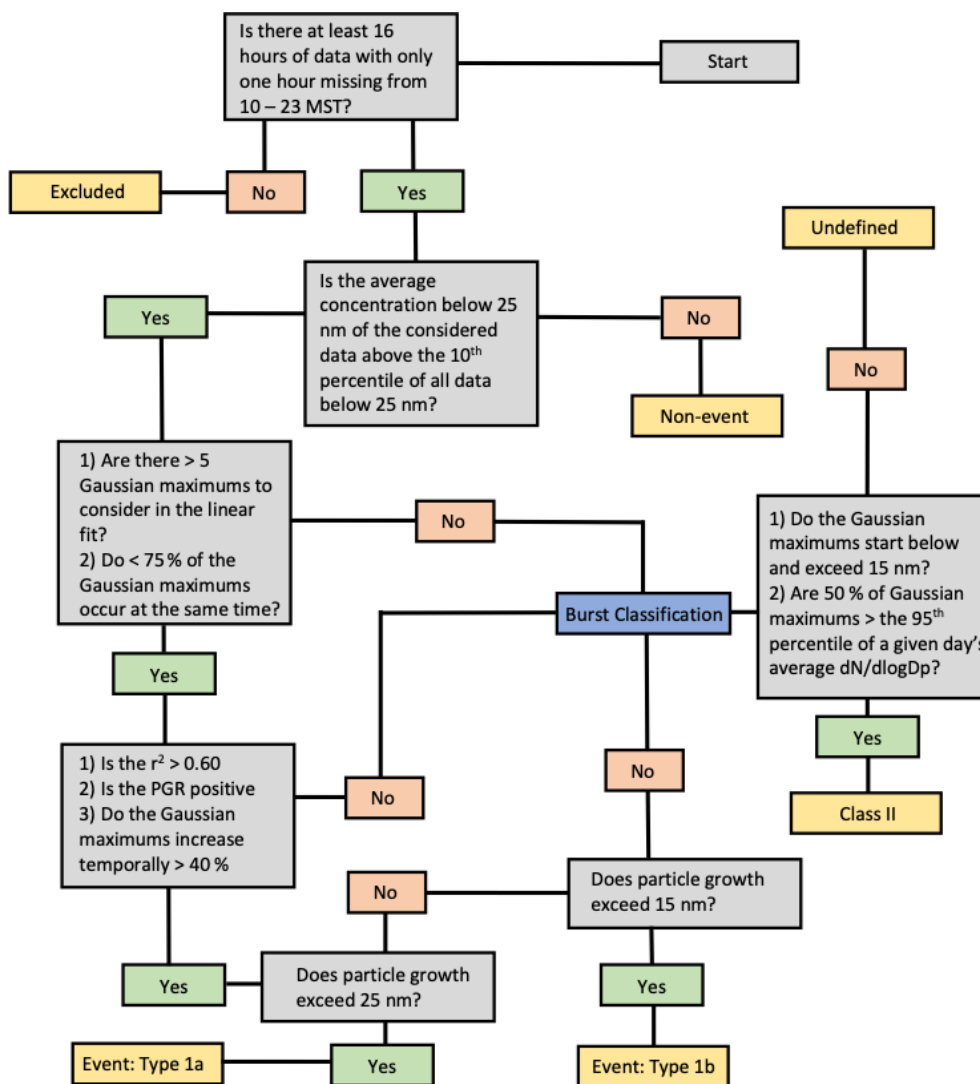 Is there at least 16
hours of data with only
one hour missing from
10 – 23 MST?
Start
Excluded
No
Yes
Undefined
Is the average
concentration below 25
nm of the considered
data above the 10th
percentile of all data
below 25 nm?
Yes
No
No
Non-event
1) Are there > 5
Gaussian maximums to
consider in the linear
fit?
2) Do < 75 % of the
Gaussian maximums
occur at the same time?
No
1) Do the Gaussian
maximums start below
and exceed 15 nm?
2) Are 50 % of Gaussian
maximums > the 95th
percentile of a given day's
average dN/dlogDp?
Burst Classification
Yes
Yes
1) Is the r² > 0.60
2) Is the PGR positive
3) Do the Gaussian
maximums increase
temporally > 40 %
No
No
Class II
Does particle growth
exceed 15 nm?
No
Yes
Does particle growth
exceed 25 nm?
Yes
Event: Type 1a
Yes
Event: Type 1b